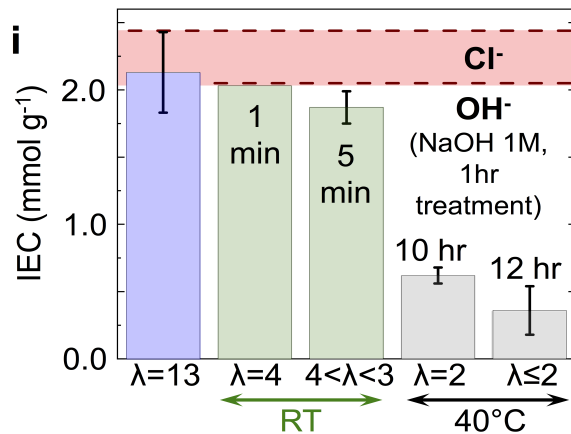 i
IEC (mmol g⁻¹)
2.0
1.0
0.0
Cl⁻
OH⁻
(NaOH 1M,
1hr
treatment)
1
min
5
min
10 hr
12 hr
λ=13
λ=4
4<λ<3
λ=2
λ≤2
RT
40°C